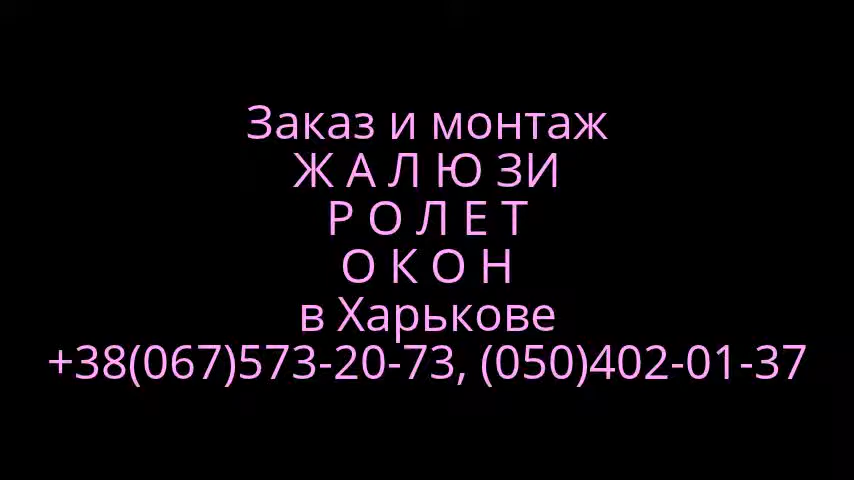 Заказ и монтаж
Ж А Л Ю ЗИ
Р О Л Е Т
О К О Н
в Харькове
+38(067)573-20-73, (050)402-01-37